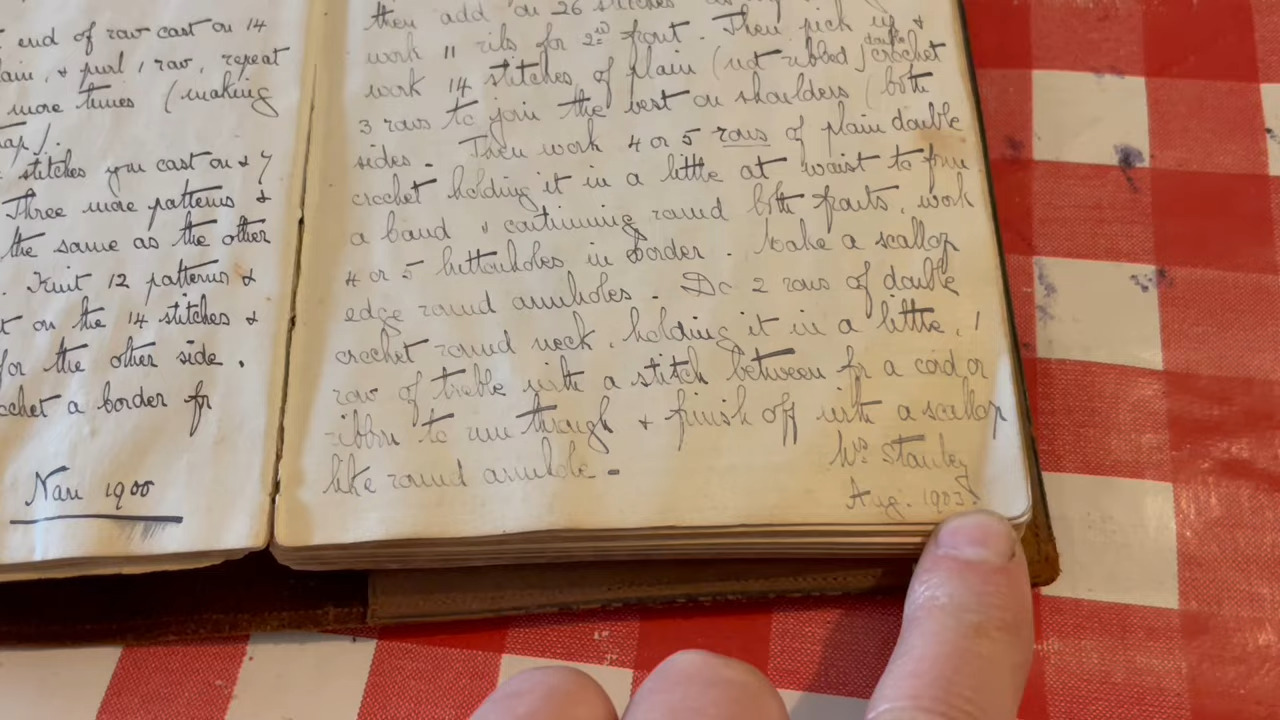 end of row cast on 14
, & purl 1 row, repeat
more times (making
stitches you cast on & 7
Three more patterns &
the same as the other
. Knit 12 patterns &
on the 14 stitches &
for the other side.
a border for
Nan 1900
then add on 26 stitches
work 11 ribs for 2nd front. Then pick up &
work 14 stitches of plain (not ribbed) double crochet
3 rows to join the vest on shoulders (both
sides. Then work 4 or 5 rows of plain double
crochet holding it in a little at waist to form
a band & continuing round both fronts, work
4 or 5 buttonholes in border. Make a scallop
edge round armholes. Dc 2 rows of double
crochet round neck, holding it in a little, 1
row of treble with a stitch between for a cord or
ribbon to run through & finish off with a scallop
like round armhole.
Mrs Stanley
Aug. 1903